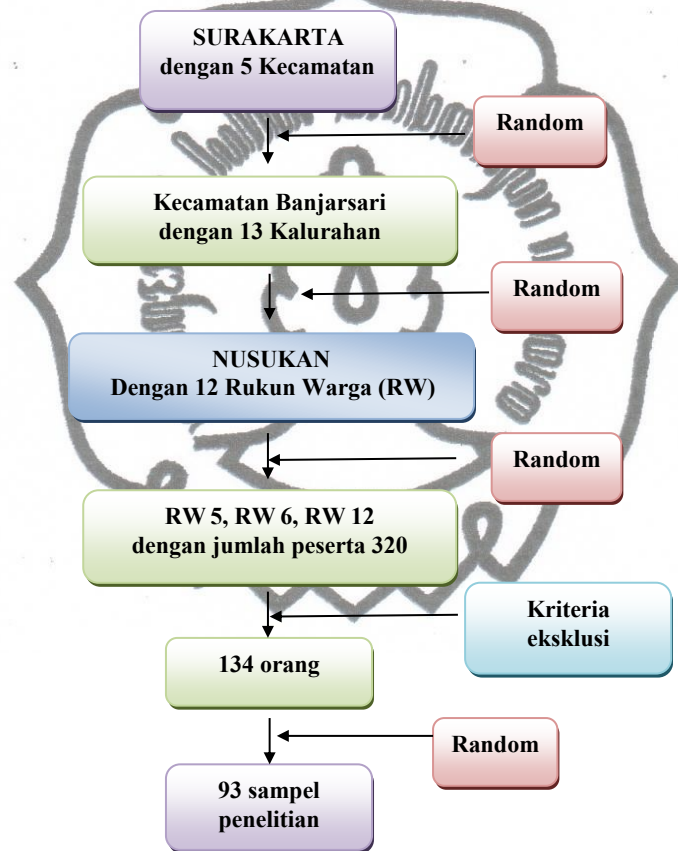 SURAKARTA
dengan 5 Kecamatan
Random
Kecamatan Banjarsari
dengan 13 Kalurahan
Random
NUSUKAN
Dengan 12 Rukun Warga (RW)
Random
RW 5, RW 6, RW 12
dengan jumlah peserta 320
Kriteria
eksklusi
134 orang
Random
93 sampel
penelitian